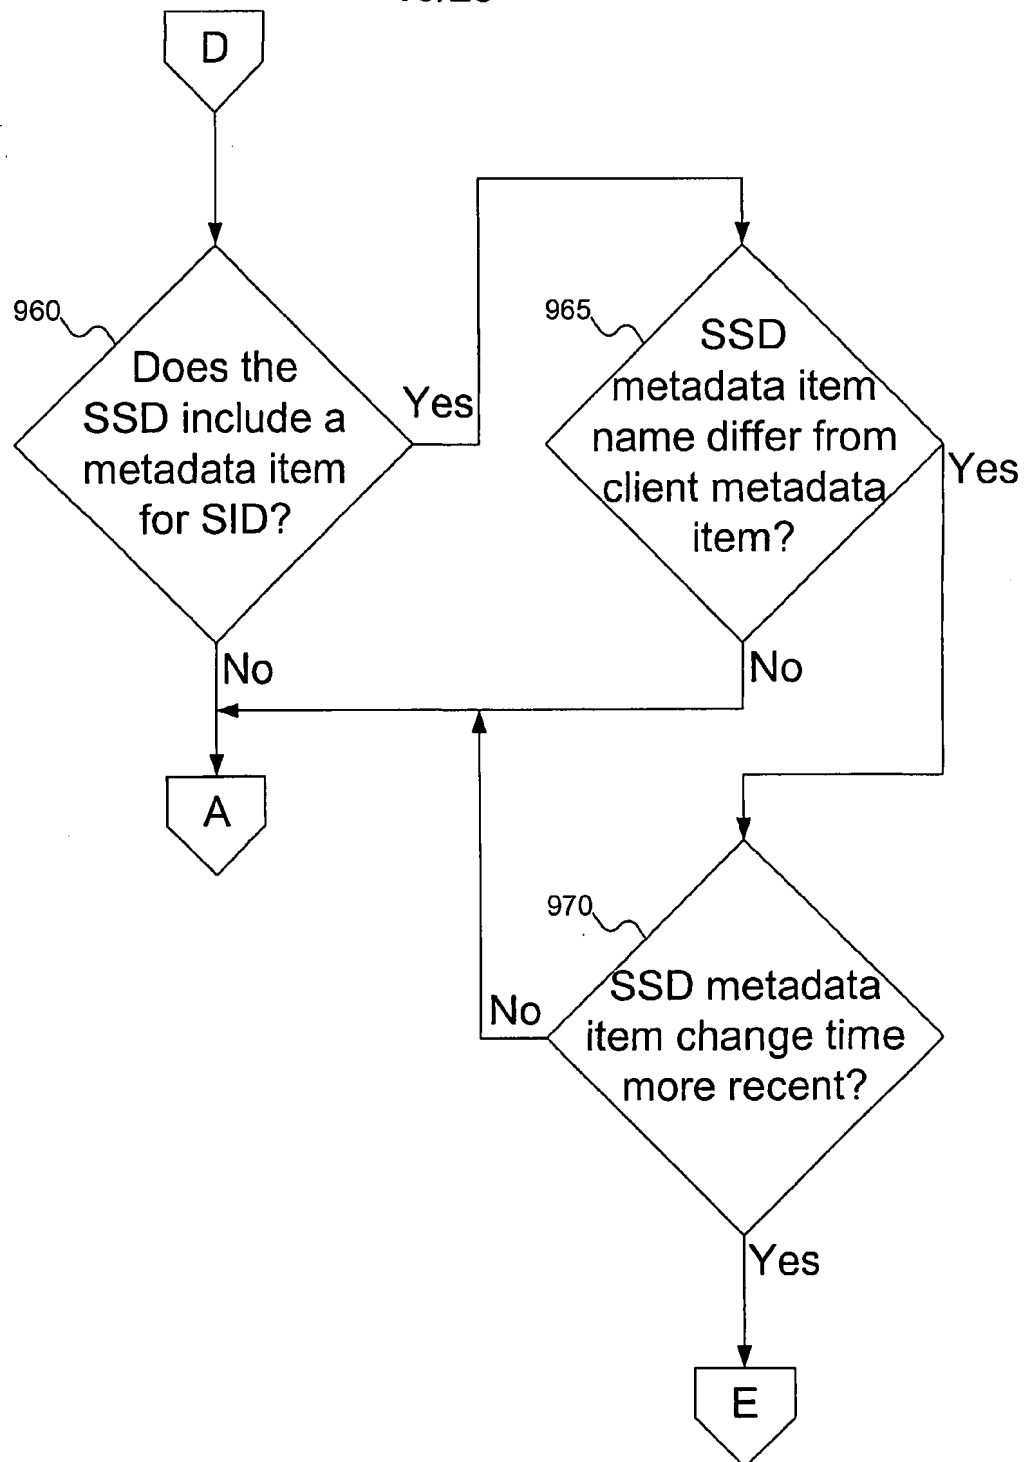 D
960
Does the
SSD include a
metadata item
for SID?
Yes
No
965
SSD
metadata item
name differ from
client metadata
item?
Yes
No
A
970
SSD metadata
item change time
more recent?
No
Yes
E